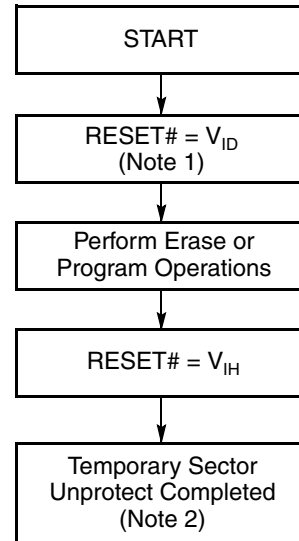 START
RESET# = V_ID
(Note 1)
Perform Erase or
Program Operations
RESET# = V_IH
Temporary Sector
Unprotect Completed
(Note 2)